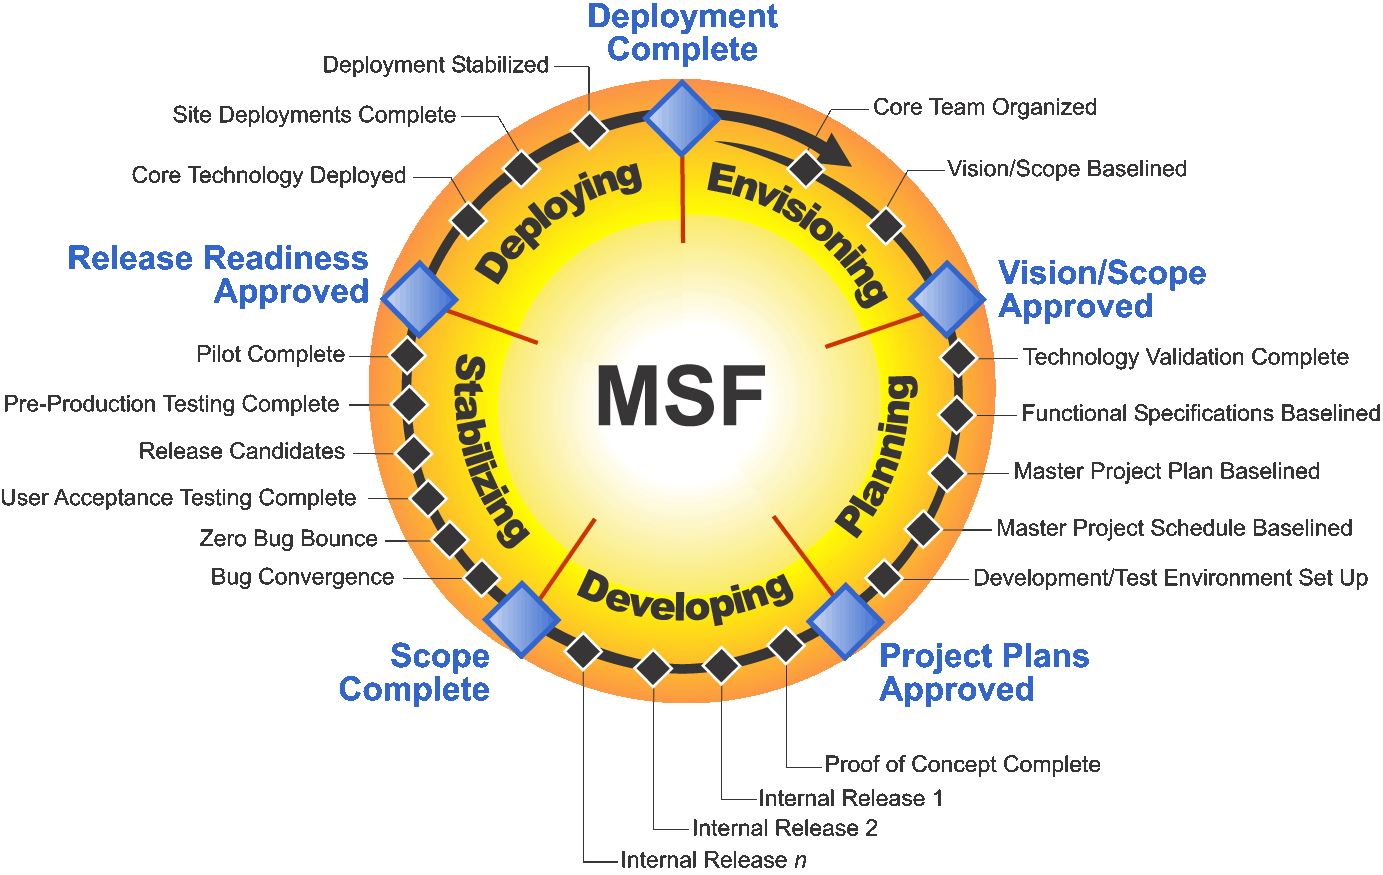 Deployment
Complete
Deployment Stabilized
Core Team Organized
Site Deployments Complete
Vision/Scope Baselined
Core Technology Deployed
Deploying
Envisioning
Release Readiness
Approved
Vision/Scope
Approved
Pilot Complete
Technology Validation Complete
Pre-Production Testing Complete
Functional Specifications Baselined
MSF
Stabilizing
Planning
Release Candidates
Master Project Plan Baselined
User Acceptance Testing Complete
Master Project Schedule Baselined
Zero Bug Bounce
Bug Convergence
Development/Test Environment Set Up
Developing
Scope
Complete
Project Plans
Approved
Proof of Concept Complete
Internal Release 1
Internal Release 2
Internal Release n